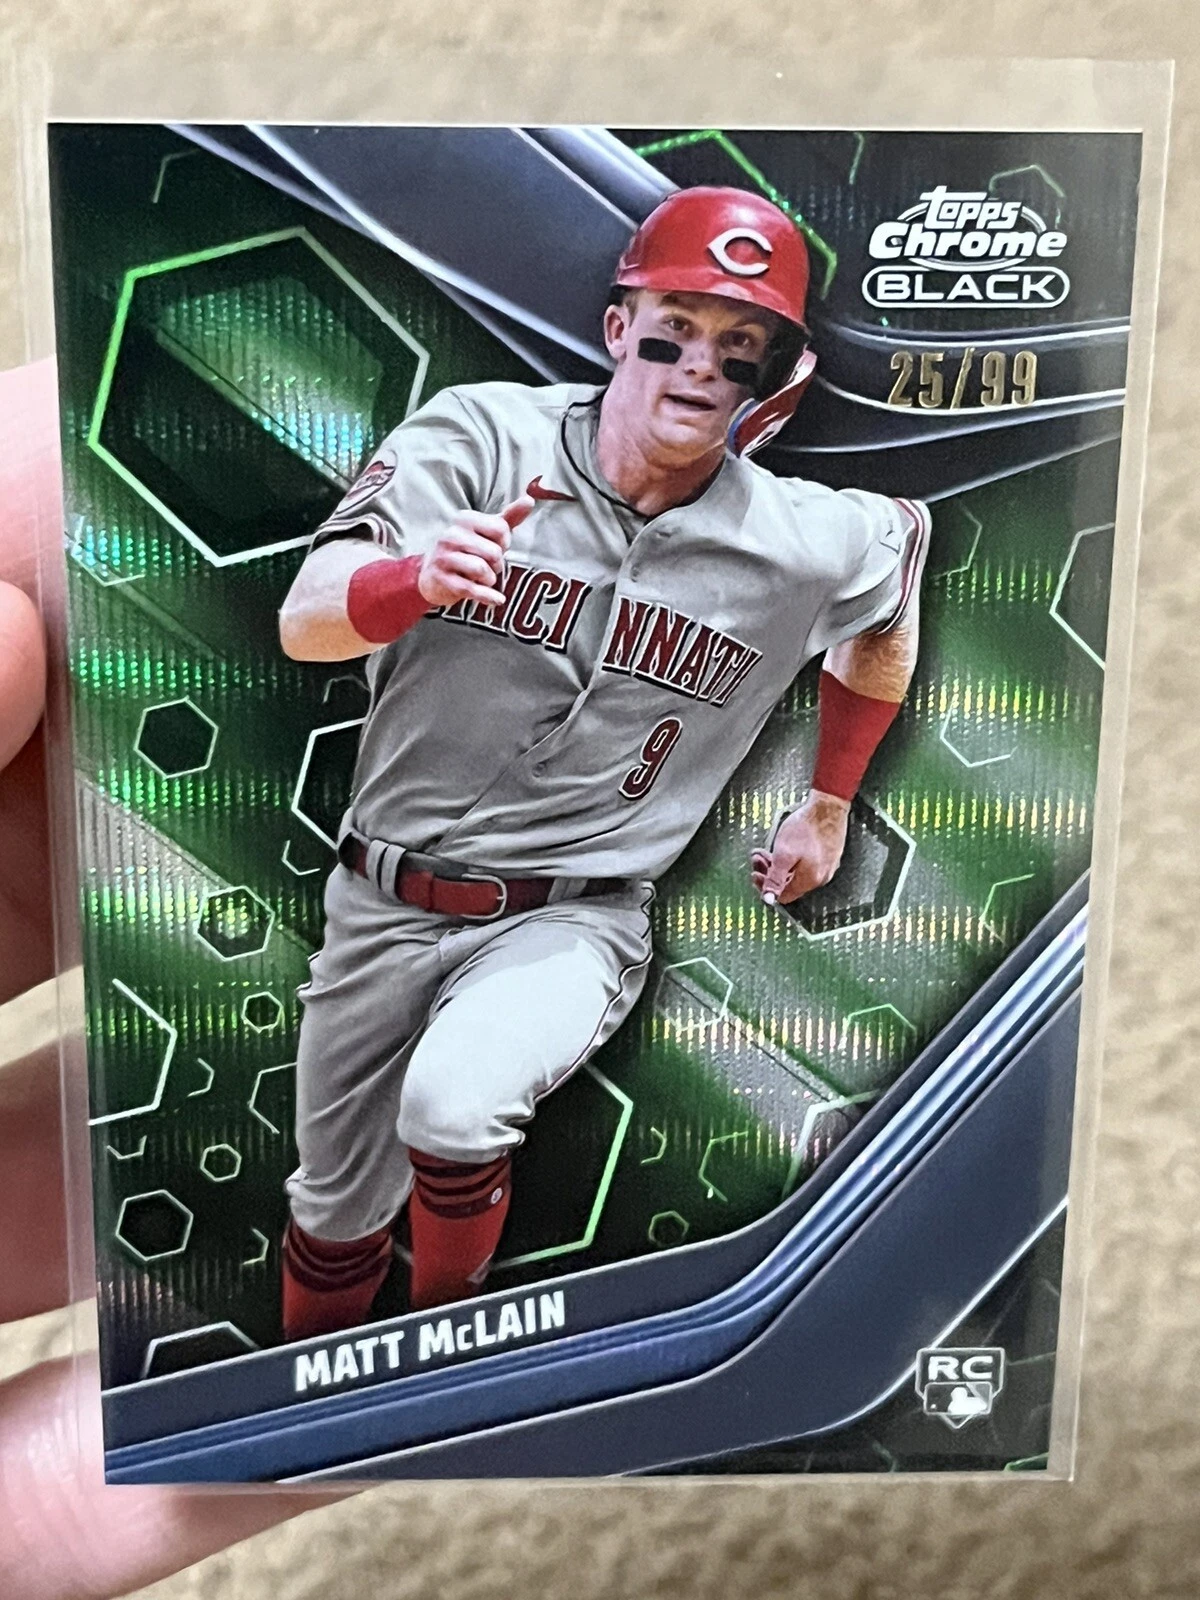 Topps
Chrome
BLACK
25/99
C
CINCINNATI
9
MATT McLAIN
RC